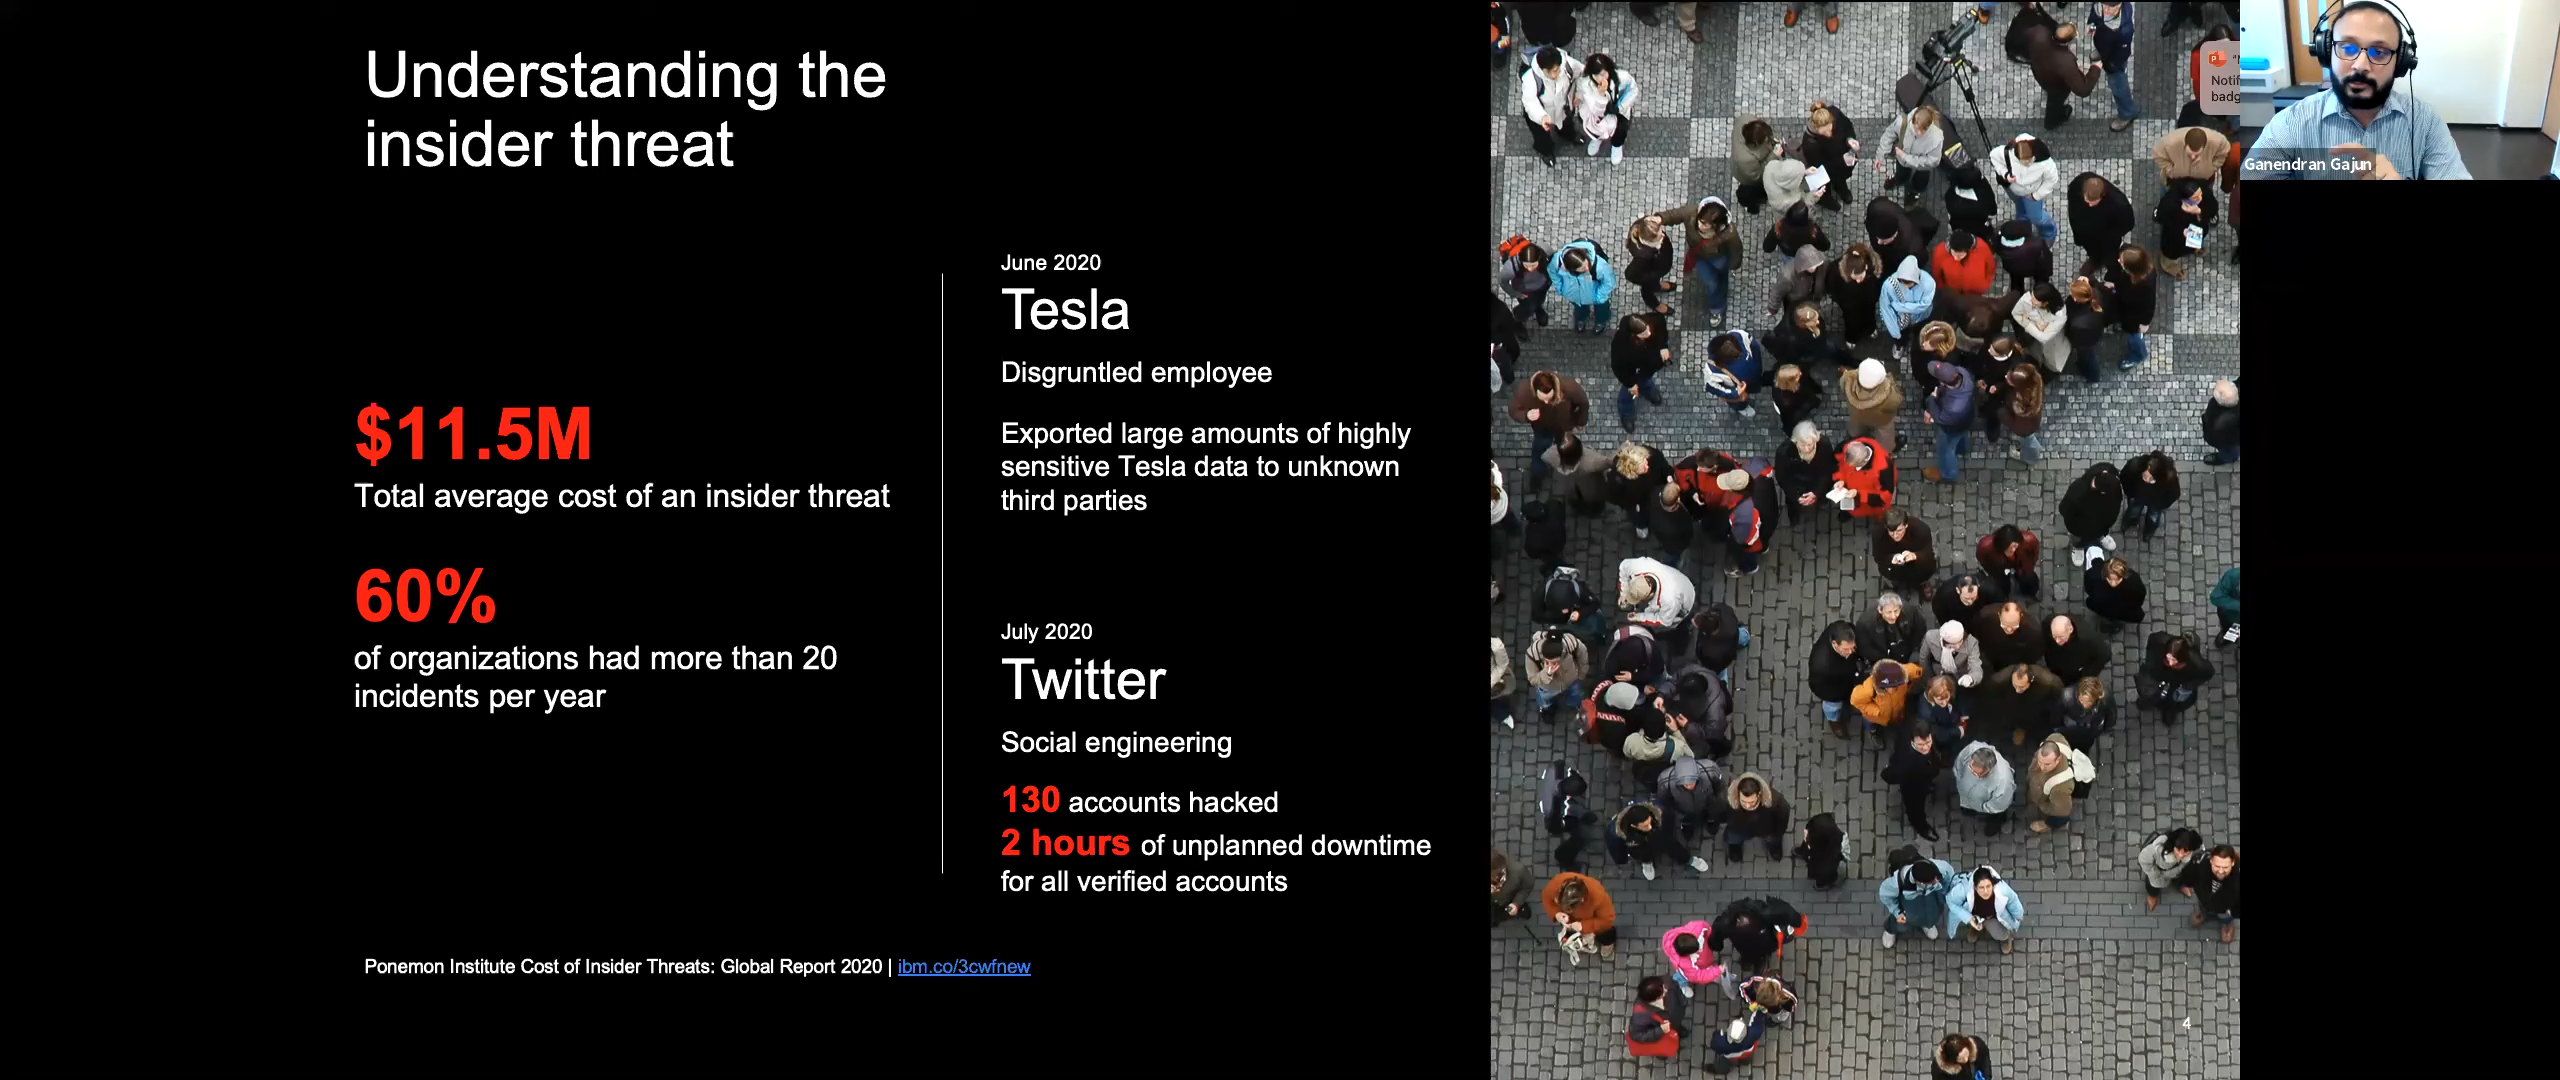 Understanding the
insider threat
$11.5M
Total average cost of an insider threat
60%
of organizations had more than 20
incidents per year
June 2020
Tesla
Disgruntled employee
Exported large amounts of highly
sensitive Tesla data to unknown
third parties
July 2020
Twitter
Social engineering
130 accounts hacked
2 hours of unplanned downtime
for all verified accounts
Ponemon Institute Cost of Insider Threats: Global Report 2020 | ibm.co/3cwfnew
4
Ganendran Gajun